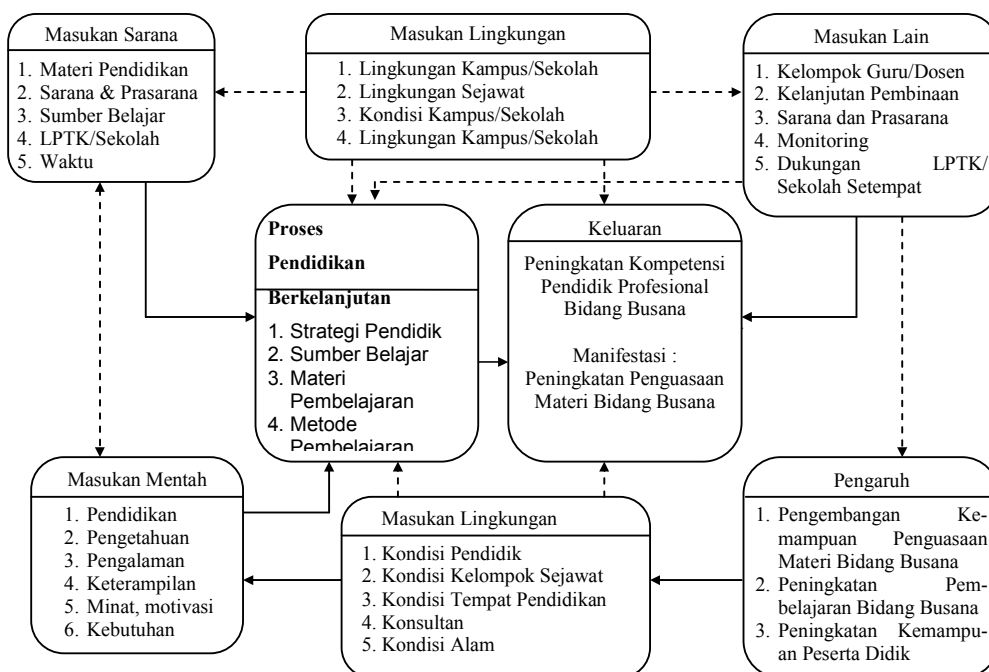 Masukan Sarana
1. Materi Pendidikan
2. Sarana & Prasarana
3. Sumber Belajar
4. LPTK/Sekolah
5. Waktu
Masukan Lingkungan
1. Lingkungan Kampus/Sekolah
2. Lingkungan Sejawat
3. Kondisi Kampus/Sekolah
4. Lingkungan Kampus/Sekolah
Masukan Lain
1. Kelompok Guru/Dosen
2. Kelanjutan Pembinaan
3. Sarana dan Prasarana
4. Monitoring
5. Dukungan LPTK/
Sekolah Setempat
Proses
Pendidikan
Berkelanjutan
1. Strategi Pendidik
2. Sumber Belajar
3. Materi
Pembelajaran
4. Metode
Pembelajaran
Keluaran
Peningkatan Kompetensi
Pendidik Profesional
Bidang Busana
Manifestasi :
Peningkatan Penguasaan
Materi Bidang Busana
Masukan Mentah
1. Pendidikan
2. Pengetahuan
3. Pengalaman
4. Keterampilan
5. Minat, motivasi
6. Kebutuhan
Masukan Lingkungan
1. Kondisi Pendidik
2. Kondisi Kelompok Sejawat
3. Kondisi Tempat Pendidikan
4. Konsultan
5. Kondisi Alam
Pengaruh
1. Pengembangan Ke-
mampuan Penguasaan
Materi Bidang Busana
2. Peningkatan Pem-
belajaran Bidang Busana
3. Peningkatan Kemampu-
an Peserta Didik